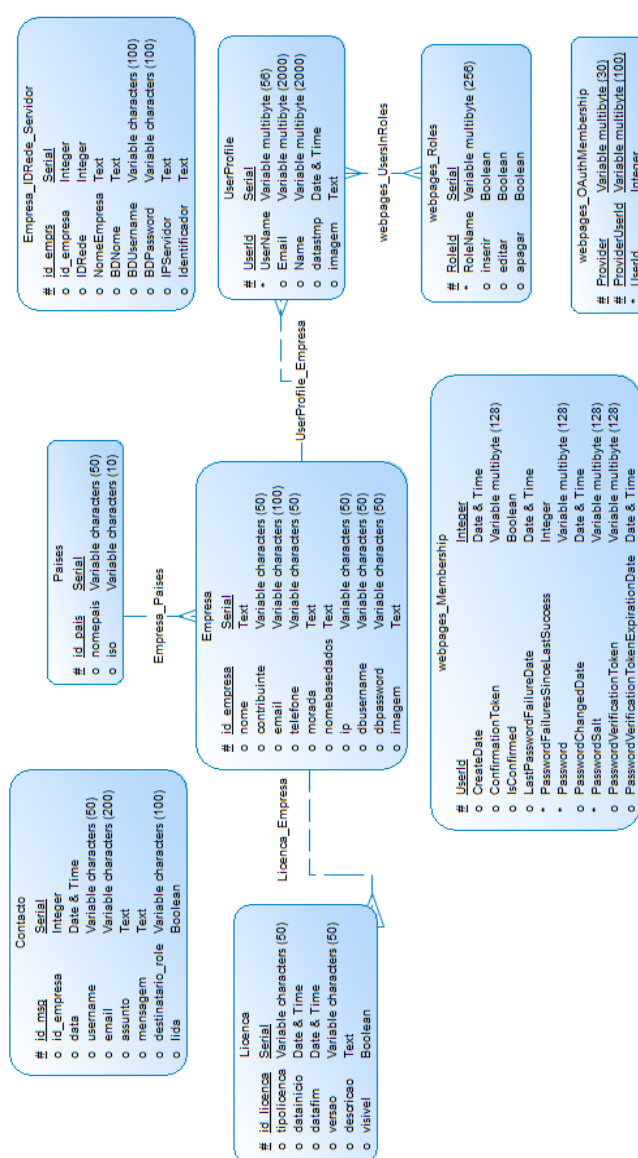 Contacto
# id_msg Serial
o id_empresa Integer
o data Date & Time
o username Variable characters (50)
o email Variable characters (200)
o assunto Text
o mensagem Text
o destinatario_role Variable characters (100)
o lida Boolean
Paises
# id_pais Serial
o nomepais Variable characters (50)
o iso Variable characters (10)
Empresa_IDRede_Servidor
# id_emprs Serial
o id_empresa Integer
o IDRede Integer
o NomeEmpresa Text
o BDNome Text
o BDUsername Variable characters (100)
o BDPassword Variable characters (100)
o IPServidor Text
o Identificador Text
Empresa_Paises
Licenca
# id_licenca Serial
o tipolicenca Variable characters (50)
o datainicio Date & Time
o datafim Date & Time
o versao Variable characters (50)
o descricao Text
o visivel Boolean
Licenca_Empresa
Empresa
# id_empresa Serial
o nome Text
o contribuinte Variable characters (50)
o email Variable characters (100)
o telefone Variable characters (50)
o morada Text
o nomebasedados Text
o ip Variable characters (50)
o dbusername Variable characters (50)
o dbpassword Variable characters (50)
o imagem Text
UserProfile_Empresa
UserProfile
# UserId Serial
* UserName Variable multibyte (56)
o Email Variable multibyte (2000)
o Name Variable multibyte (2000)
o datastmp Date & Time
o imagem Text
webpages_UsersInRoles
webpages_Roles
# RoleId Serial
* RoleName Variable multibyte (256)
o inserir Boolean
o editar Boolean
o apagar Boolean
webpages_Membership
# UserId Integer
o CreateDate Date & Time
o ConfirmationToken Variable multibyte (128)
o IsConfirmed Boolean
o LastPasswordFailureDate Date & Time
* PasswordFailuresSinceLastSuccess Integer
* Password Variable multibyte (128)
o PasswordChangedDate Date & Time
* PasswordSalt Variable multibyte (128)
o PasswordVerificationToken Variable multibyte (128)
o PasswordVerificationTokenExpirationDate Date & Time
webpages_OAuthMembership
# Provider Variable multibyte (30)
# ProviderUserId Variable multibyte (100)
* UserId Integer